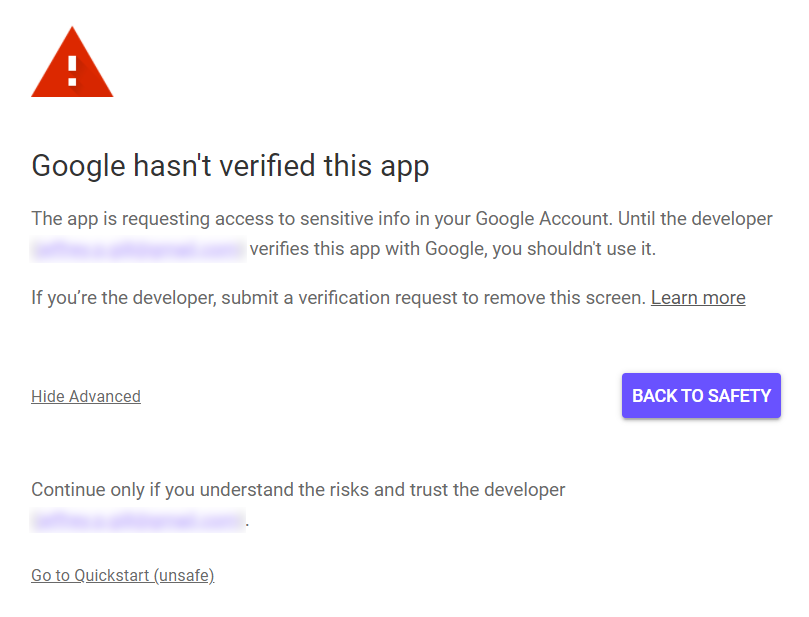 Google hasn't verified this app
The app is requesting access to sensitive info in your Google Account. Until the developer
verifies this app with Google, you shouldn't use it.
If you’re the developer, submit a verification request to remove this screen. Learn more
Hide Advanced
BACK TO SAFETY
Continue only if you understand the risks and trust the developer
.
Go to Quickstart (unsafe)